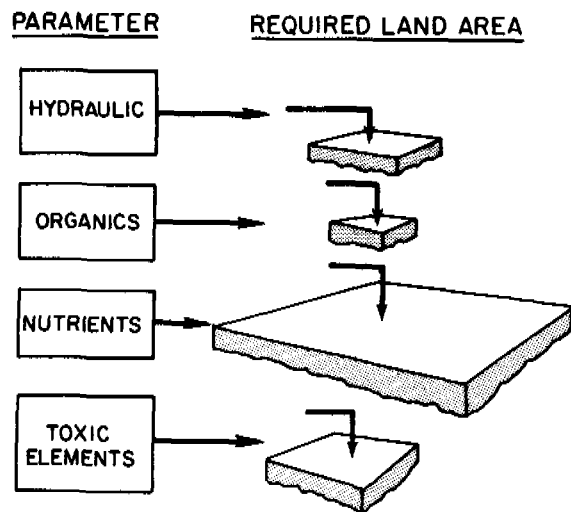 PARAMETER
REQUIRED LAND AREA
HYDRAULIC
ORGANICS
NUTRIENTS
TOXIC
ELEMENTS